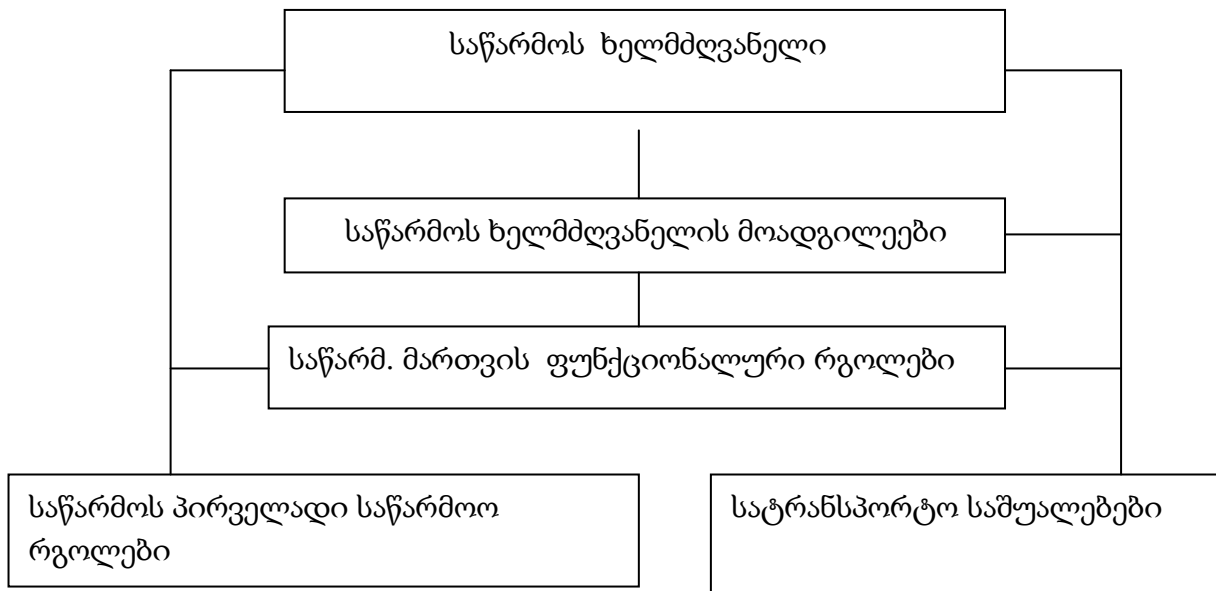 საწარმოს ხელმძღვანელი
საწარმოს ხელმძღვანელის მოადგილეები
საწარმ. მართვის ფუნქციონალური რგოლები
საწარმოს პირველადი საწარმოო
რგოლები
სატრანსპორტო საშუალებები